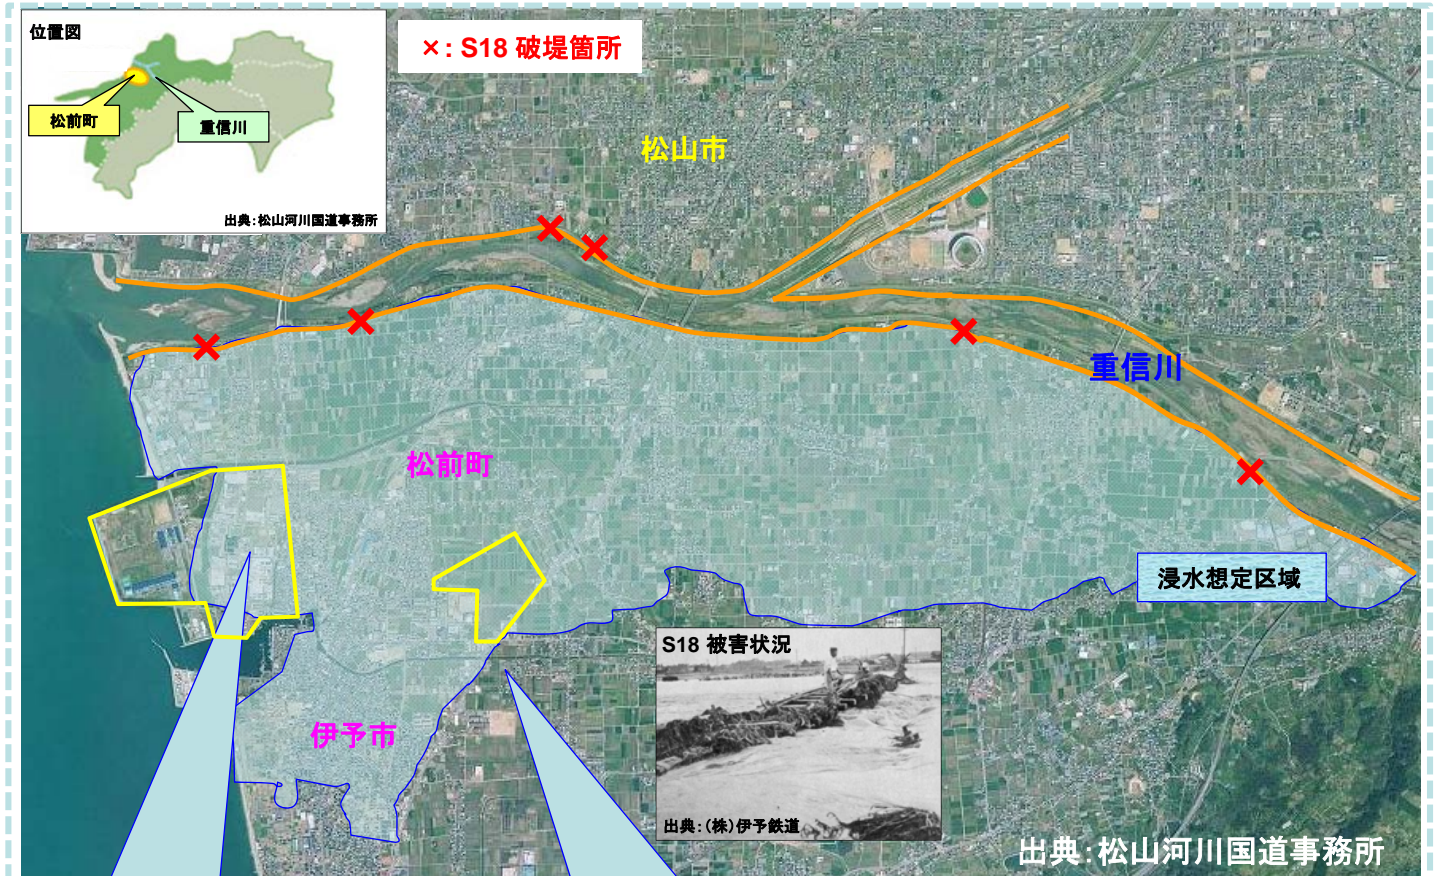 位置図
松前町
重信川
出典：松山河川国道事務所
×：S18 破堤箇所
松山市
重信川
松前町
浸水想定区域
S18 被害状況
出典：(株)伊予鉄道
伊予市
出典：松山河川国道事務所